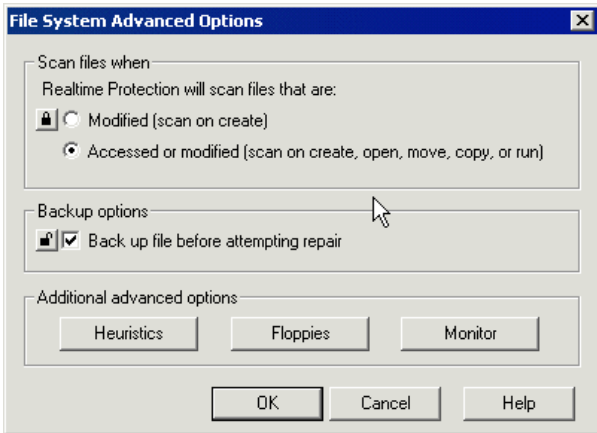 File System Advanced Options
Scan files when
Realtime Protection will scan files that are:
Modified (scan on create)
Accessed or modified (scan on create, open, move, copy, or run)
Backup options
Back up file before attempting repair
Additional advanced options
Heuristics Floppies Monitor
OK Cancel Help